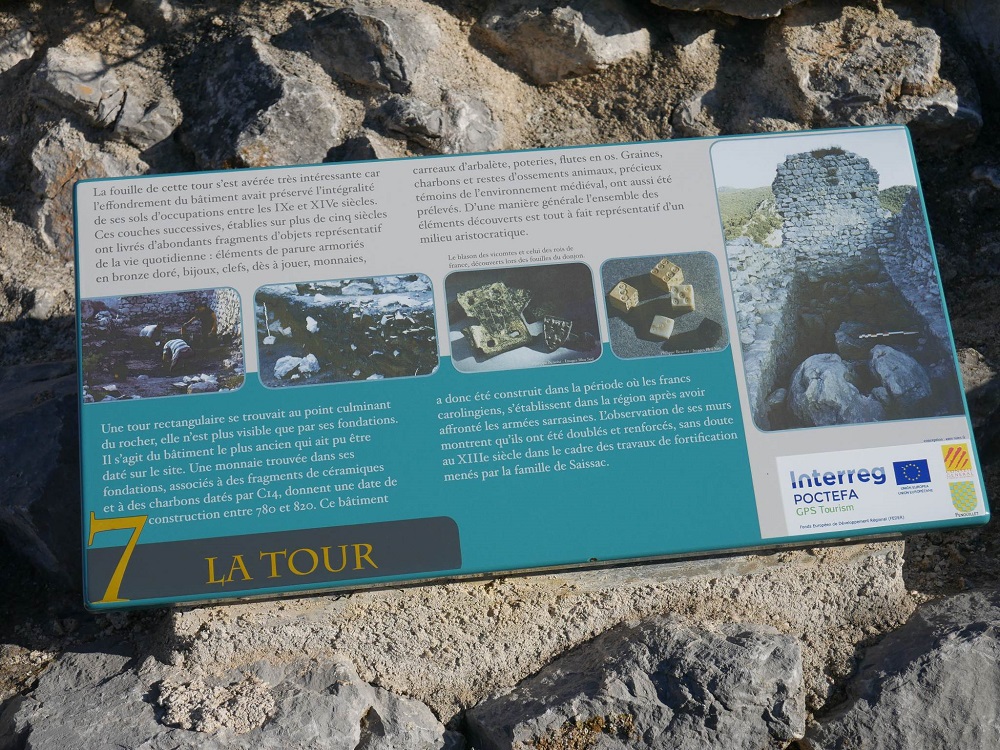 La fouille de cette tour s'est avérée très intéressante car
l'effondrement du bâtiment avait préservé l'intégralité
de ses sols d'occupations entre les IXe et XIVe siècles.
Ces couches successives, établies sur plus de cinq siècles
ont livrés d'abondants fragments d'objets représentatif
de la vie quotidienne : éléments de parure armoriés
en bronze doré, bijoux, clefs, dès à jouer, monnaies,
carreaux d'arbalète, poteries, flutes en os. Graines,
charbons et restes d'ossements animaux, précieux
témoins de l'environnement médiéval, ont aussi été
prélevés. D'une manière générale l'ensemble des
éléments découverts est tout à fait représentatif d'un
milieu aristocratique.
Le blason des vicomtes et celui des rois de
france, découverts lors des fouilles du donjon.
Une tour rectangulaire se trouvait au point culminant
du rocher, elle n'est plus visible que par ses fondations.
Il s'agit du bâtiment le plus ancien qui ait pu être
daté sur le site. Une monnaie trouvée dans ses
fondations, associés à des fragments de céramiques
et à des charbons datés par C14, donnent une date de
construction entre 780 et 820. Ce bâtiment
a donc été construit dans la période où les francs
carolingiens, s'établissent dans la région après avoir
affronté les armées sarrasines. L'observation de ses murs
montrent qu'ils ont été doublés et renforcés, sans doute
au XIIIe siècle dans le cadre des travaux de fortification
menés par la famille de Saissac.
7
LA TOUR
Interreg
POCTEFA
GPS Tourism
UNION EUROPÉENNE
UNIÓN EUROPEA
Fonds Européen de Développement Régional (FEDER)